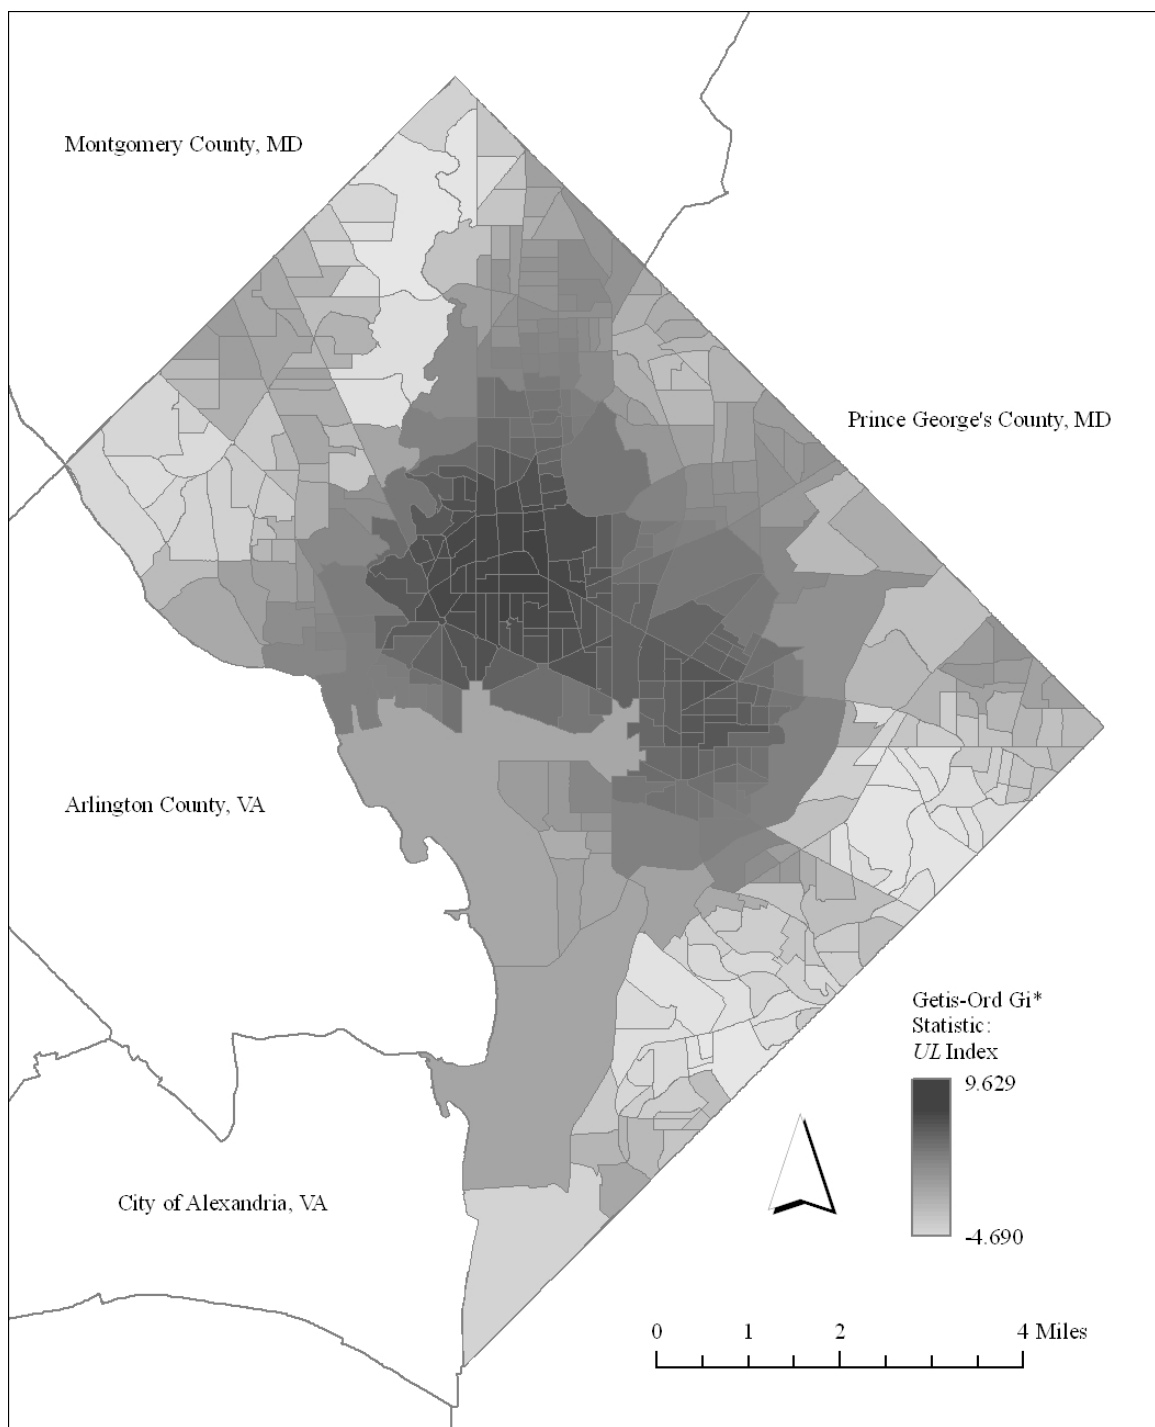 Montgomery County, MD
Prince George's County, MD
Arlington County, VA
Getis-Ord Gi*
Statistic:
UL Index
9.629
-4.690
City of Alexandria, VA
0 1 2 4 Miles